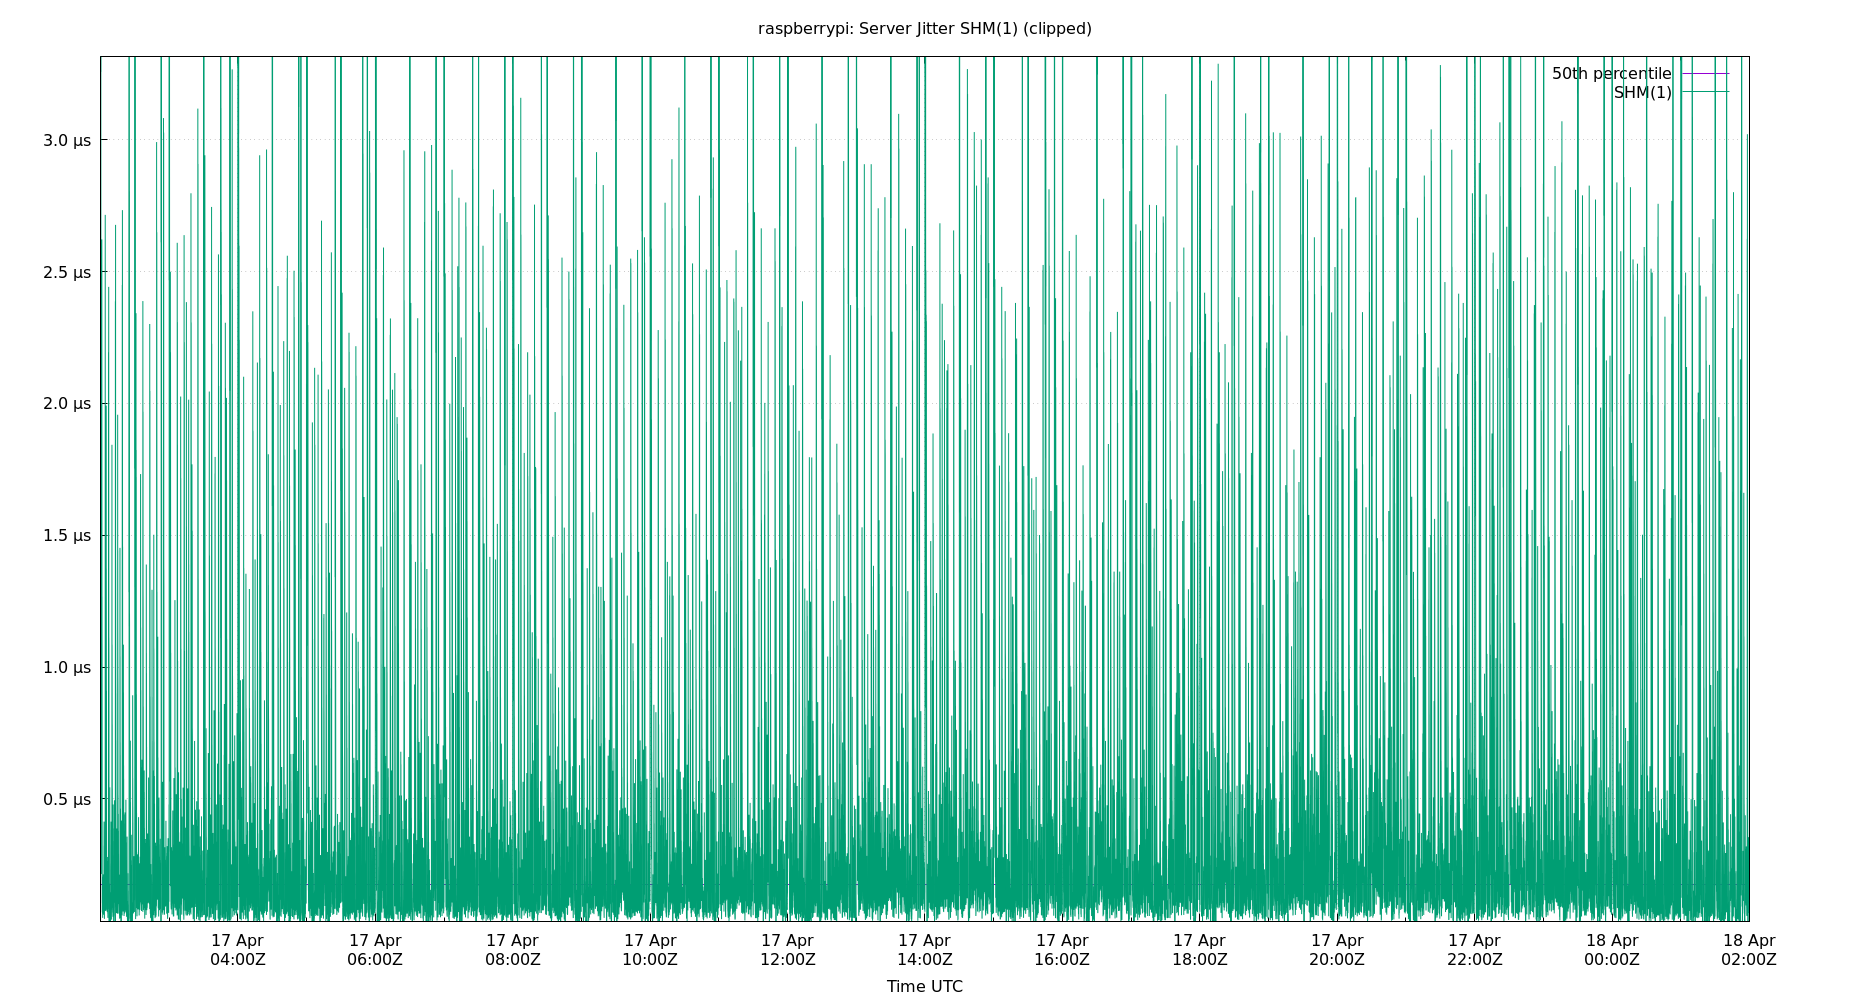 raspberrypi: Server Jitter SHM(1) (clipped)
50th percentile
SHM(1)
3.0 µs
2.5 µs
2.0 µs
1.5 µs
1.0 µs
0.5 µs
17 Apr 17 Apr 17 Apr 17 Apr 17 Apr 17 Apr 17 Apr 17 Apr 17 Apr 17 Apr 18 Apr 18 Apr
04:00Z 06:00Z 08:00Z 10:00Z 12:00Z 14:00Z 16:00Z 18:00Z 20:00Z 22:00Z 00:00Z 02:00Z
Time UTC